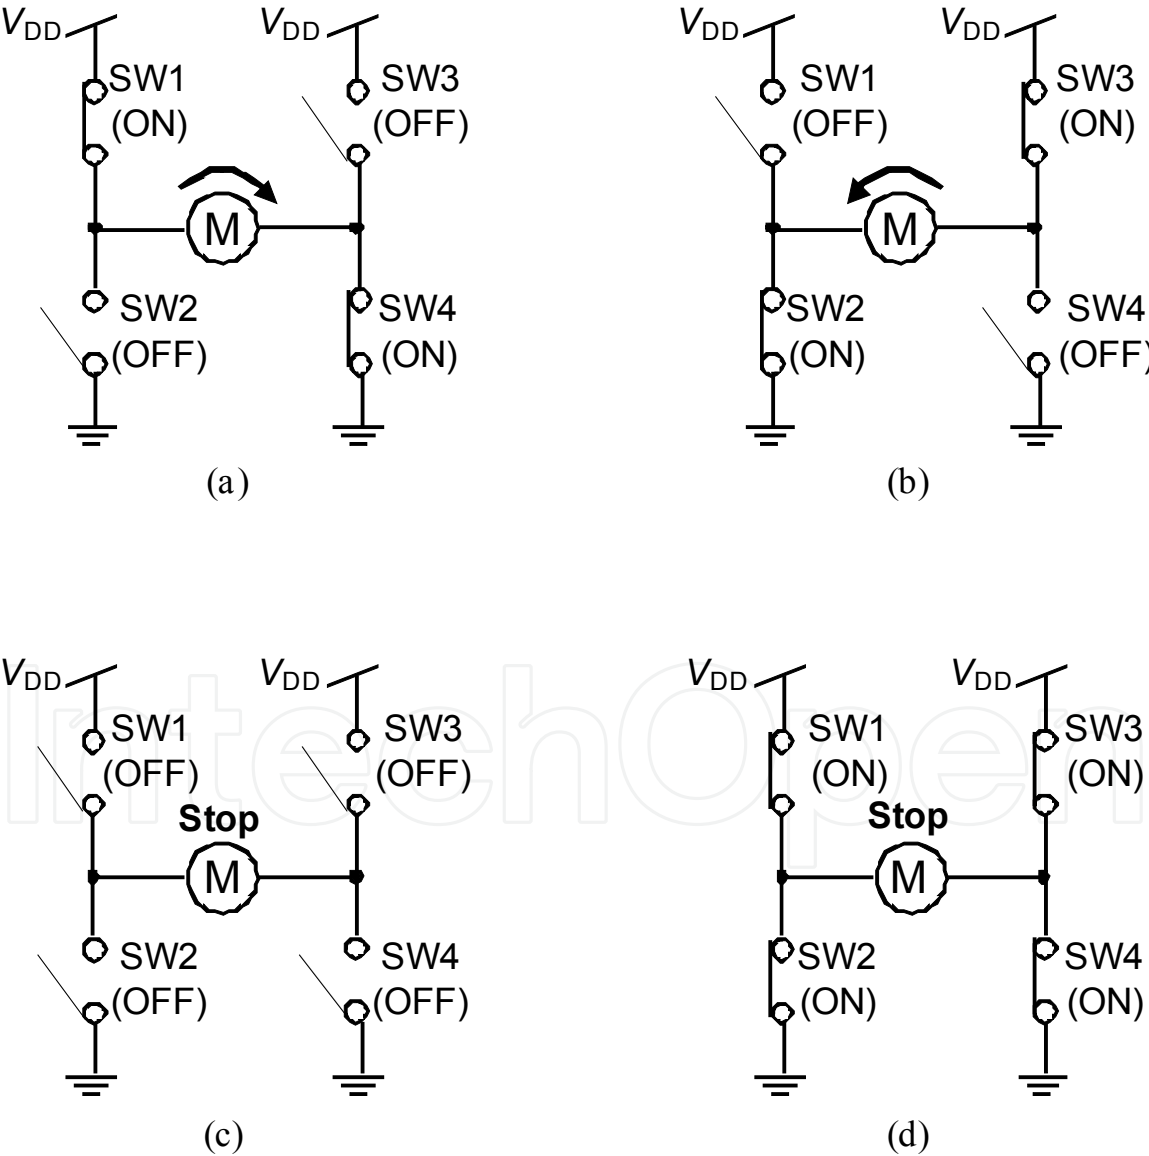 VDD VDD
SW1 SW3
(ON) (OFF)
M
SW2 SW4
(OFF) (ON)
(a)
VDD VDD
SW1 SW3
(OFF) (ON)
M
SW2 SW4
(ON) (OFF)
(b)
VDD VDD
SW1 SW3
(OFF) (OFF)
Stop
M
SW2 SW4
(OFF) (OFF)
(c)
VDD VDD
SW1 SW3
(ON) (ON)
Stop
M
SW2 SW4
(ON) (ON)
(d)
IntechOpen